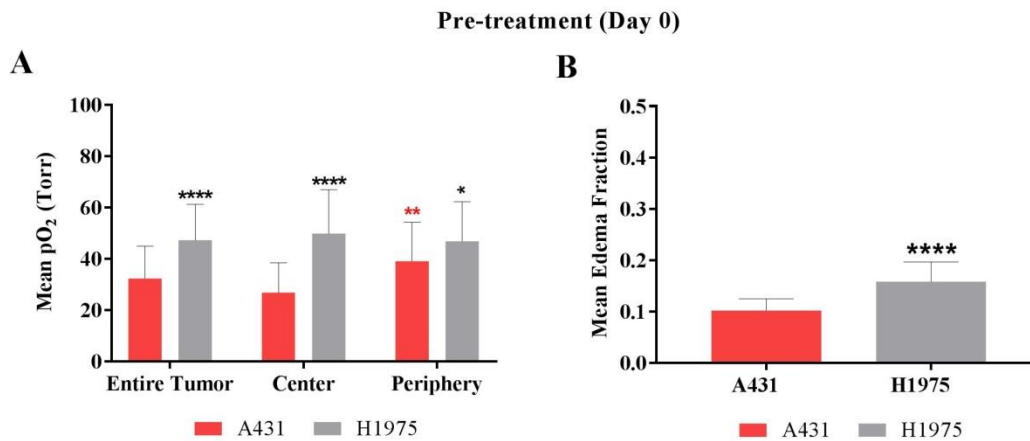 Pre-treatment (Day 0)
A
Mean pO₂ (Torr)
100
80
60
40
20
0
****
****
**
*
Entire Tumor
Center
Periphery
A431
H1975
B
Mean Edema Fraction
0.5
0.4
0.3
0.2
0.1
0.0
****
A431
H1975
A431
H1975